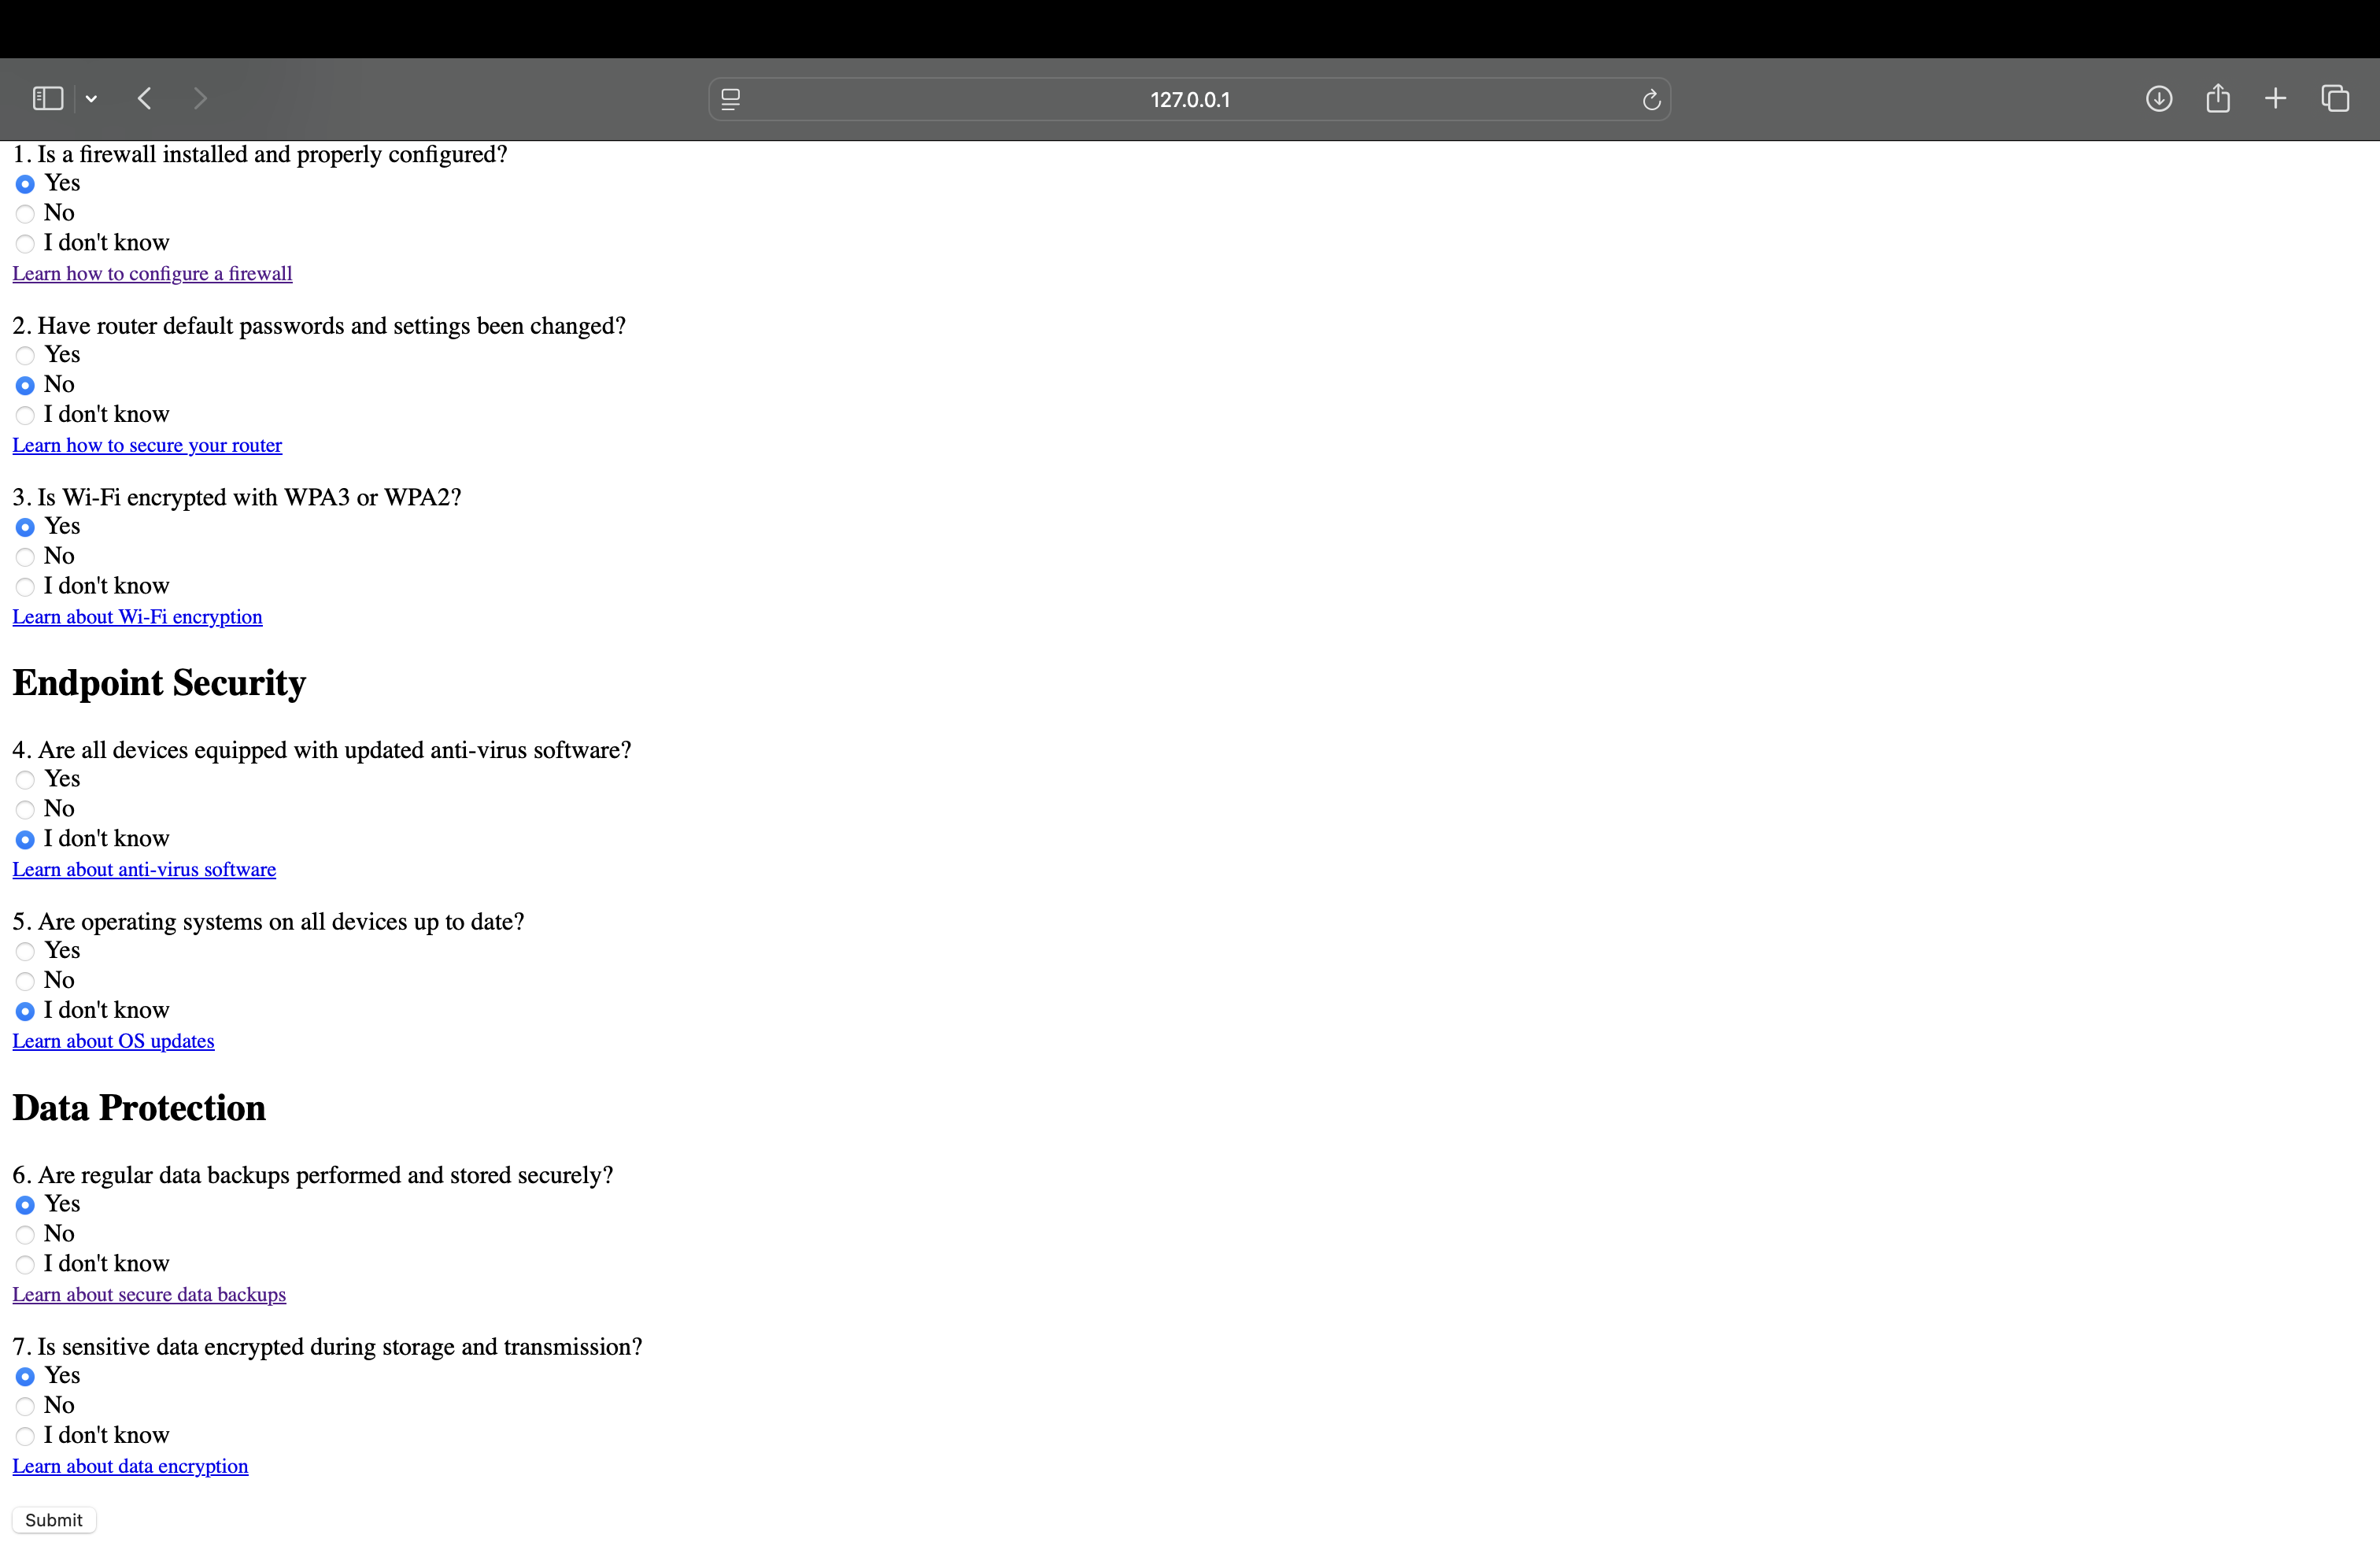 127.0.0.1
1. Is a firewall installed and properly configured?
Yes
No
I don't know
Learn how to configure a firewall
2. Have router default passwords and settings been changed?
Yes
No
I don't know
Learn how to secure your router
3. Is Wi-Fi encrypted with WPA3 or WPA2?
Yes
No
I don't know
Learn about Wi-Fi encryption
Endpoint Security
4. Are all devices equipped with updated anti-virus software?
Yes
No
I don't know
Learn about anti-virus software
5. Are operating systems on all devices up to date?
Yes
No
I don't know
Learn about OS updates
Data Protection
6. Are regular data backups performed and stored securely?
Yes
No
I don't know
Learn about secure data backups
7. Is sensitive data encrypted during storage and transmission?
Yes
No
I don't know
Learn about data encryption
Submit